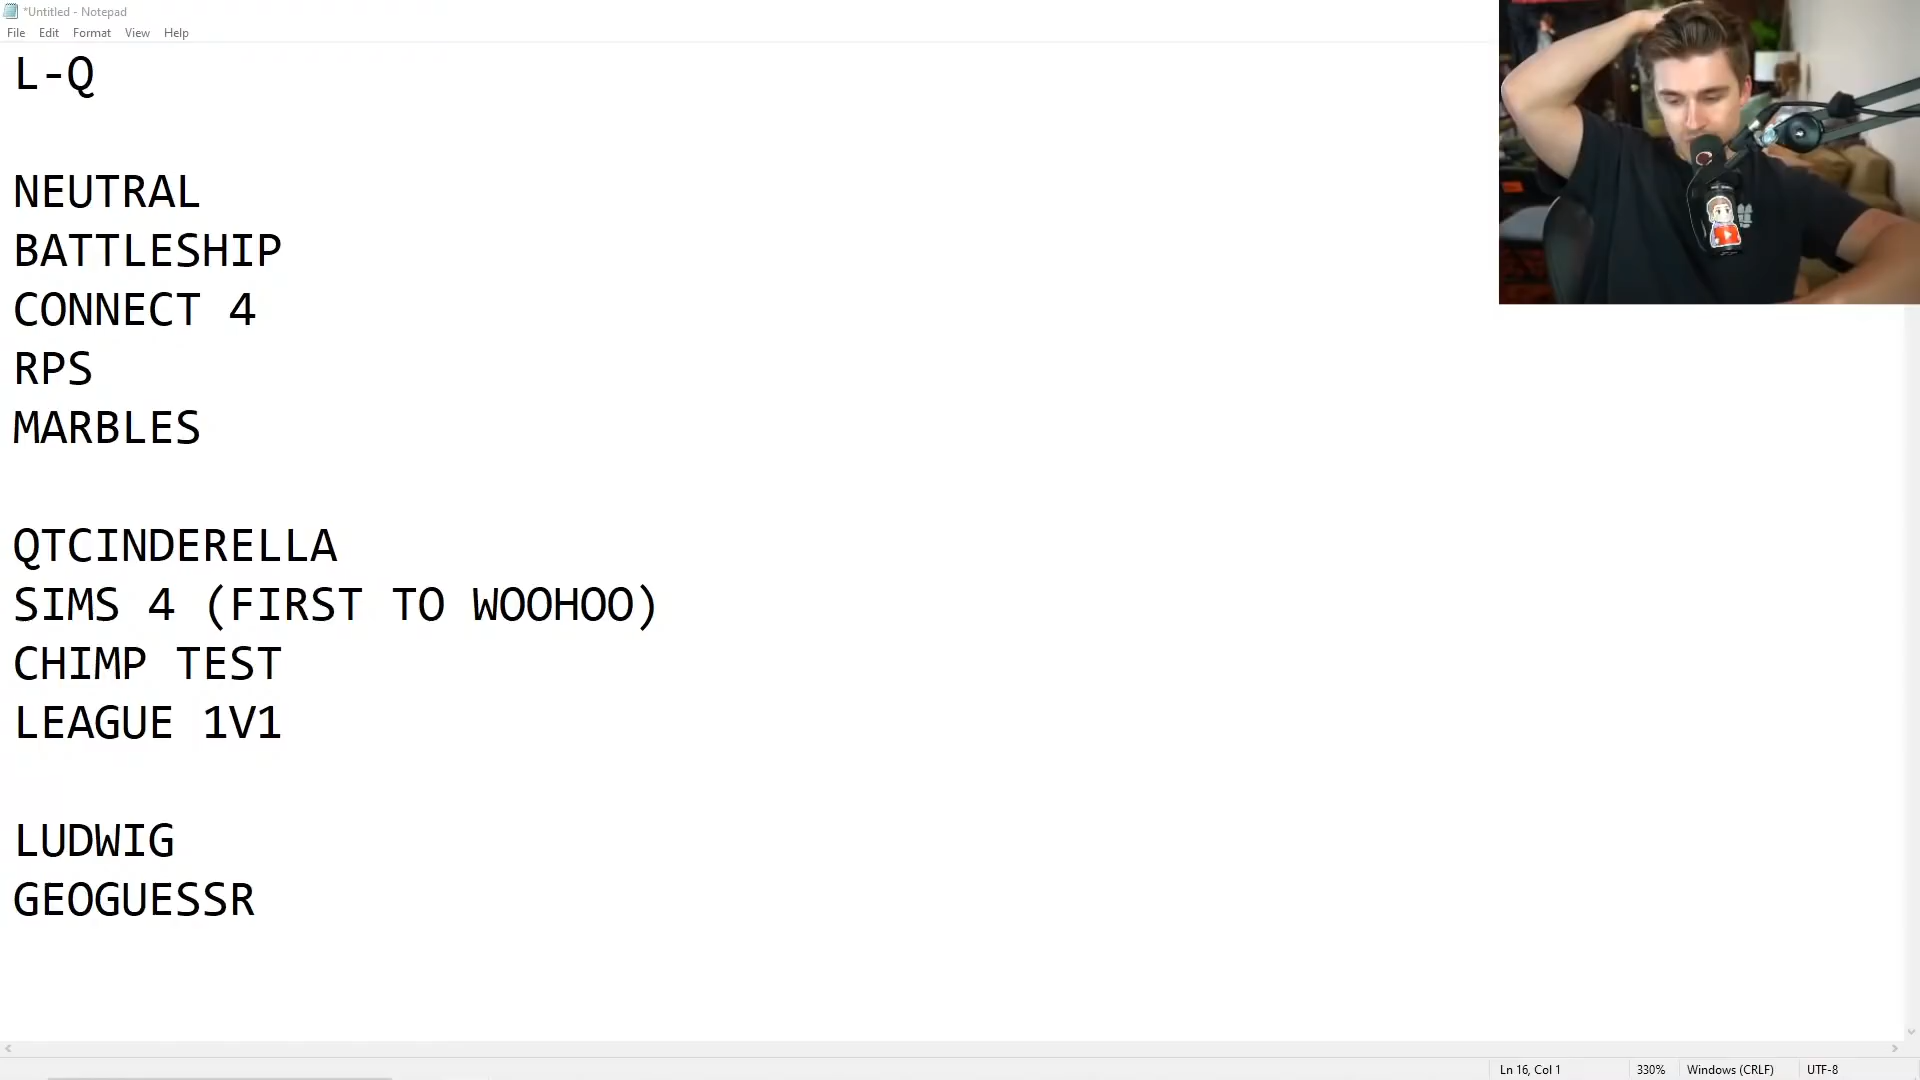 *Untitled - Notepad
File Edit Format View Help
L-Q
NEUTRAL
BATTLESHIP
CONNECT 4
RPS
MARBLES
QTCINDERELLA
SIMS 4 (FIRST TO WOOHOO)
CHIMP TEST
LEAGUE 1V1
LUDWIG
GEOGUESSR
Ln 16, Col 1 330% Windows (CRLF) UTF-8